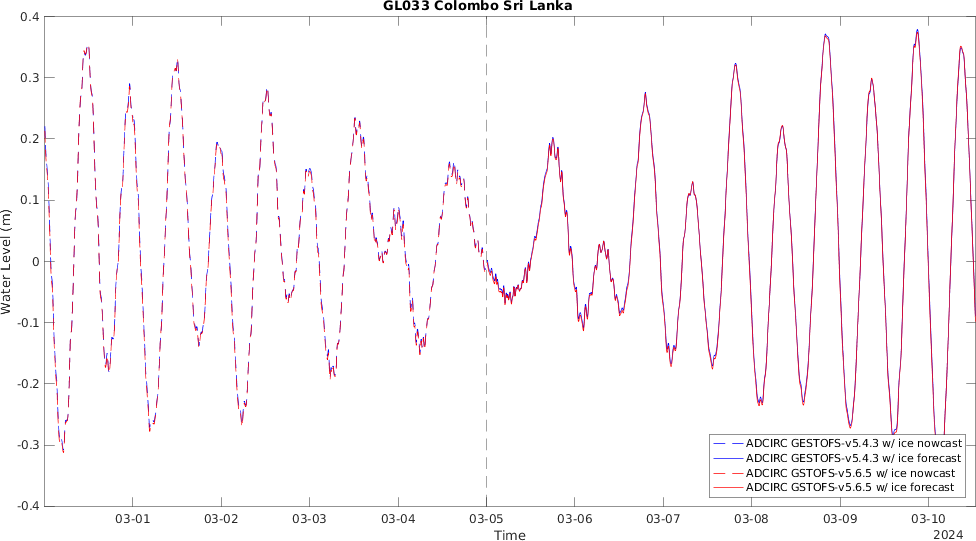 GL033 Colombo Sri Lanka
0.4
0.3
0.2
0.1
0
-0.1
-0.2
-0.3
-0.4
Water Level (m)
ADCIRC GESTOFS-v5.4.3 w/ ice nowcast
ADCIRC GESTOFS-v5.4.3 w/ ice forecast
ADCIRC GSTOFS-v5.6.5 w/ ice nowcast
ADCIRC GSTOFS-v5.6.5 w/ ice forecast
03-01 03-02 03-03 03-04 03-05 03-06 03-07 03-08 03-09 03-10
Time
2024